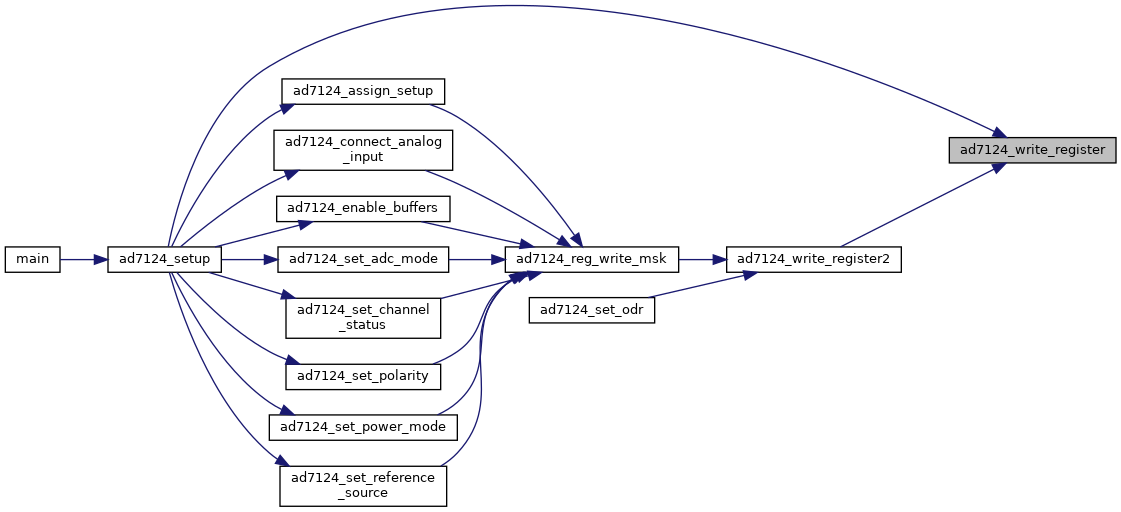 ad7124_assign_setup
ad7124_connect_analog
_input
ad7124_write_register
ad7124_enable_buffers
main
ad7124_setup
ad7124_set_adc_mode
ad7124_reg_write_msk
ad7124_write_register2
ad7124_set_channel
_status
ad7124_set_odr
ad7124_set_polarity
ad7124_set_power_mode
ad7124_set_reference
_source